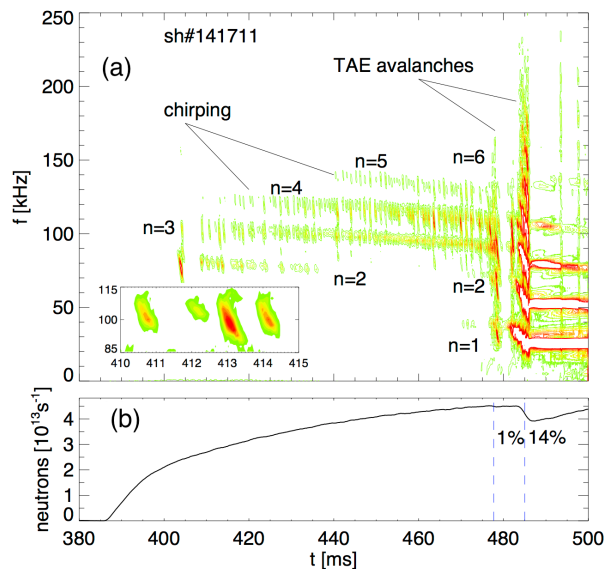 250
sh#141711
(a)
TAE avalanches
200
chirping
150
n=5
n=6
n=4
f [kHz]
100
n=3
n=2
n=2
50
115
100
85
n=1
410 411 412 413 414 415
0
(b)
neutrons [10¹³s⁻¹]
4
3
2
1
0
1% 14%
380 400 420 440 460 480 500
t [ms]